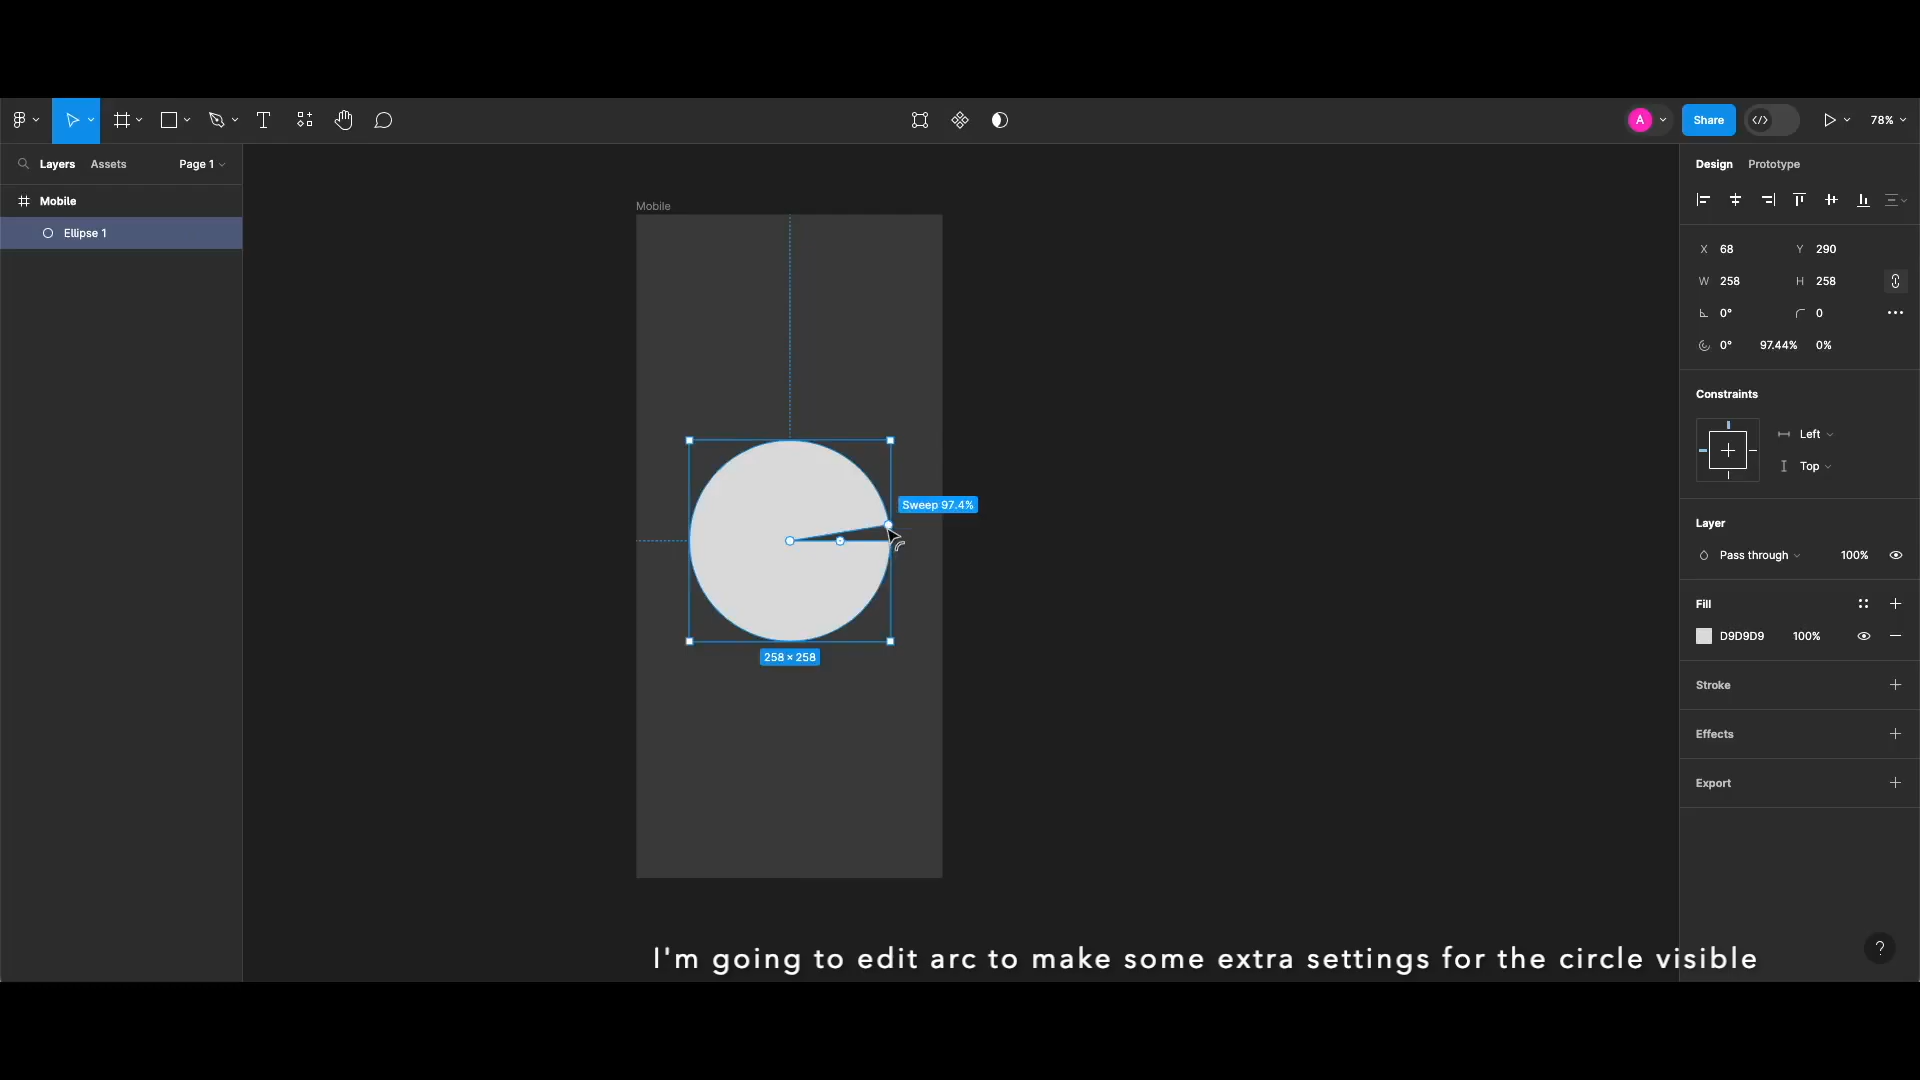 A
Share
78%
Layers
Assets
Page 1
Design
Prototype
Mobile
Ellipse 1
Mobile
X 68
Y 290
W 258
H 258
0°
0
0°
97.44%
0%
Constraints
Left
Top
Sweep 97.4%
Layer
Pass through
100%
Fill
D9D9D9
100%
258 × 258
Stroke
Effects
Export
I'm going to edit arc to make some extra settings for the circle visible
?